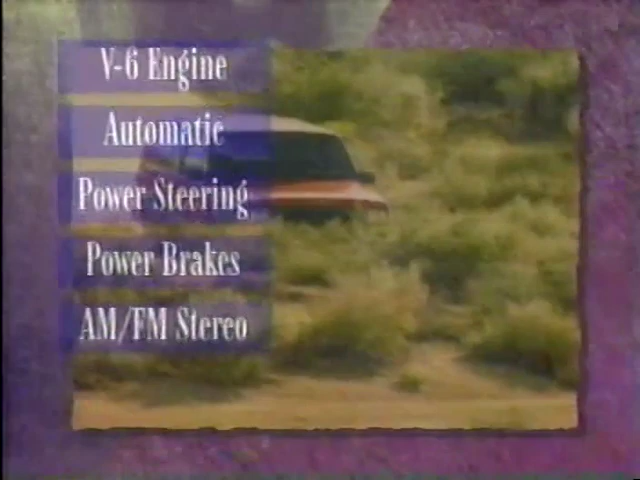 V-6 Engine
Automatic
Power Steering
Power Brakes
AM/FM Stereo